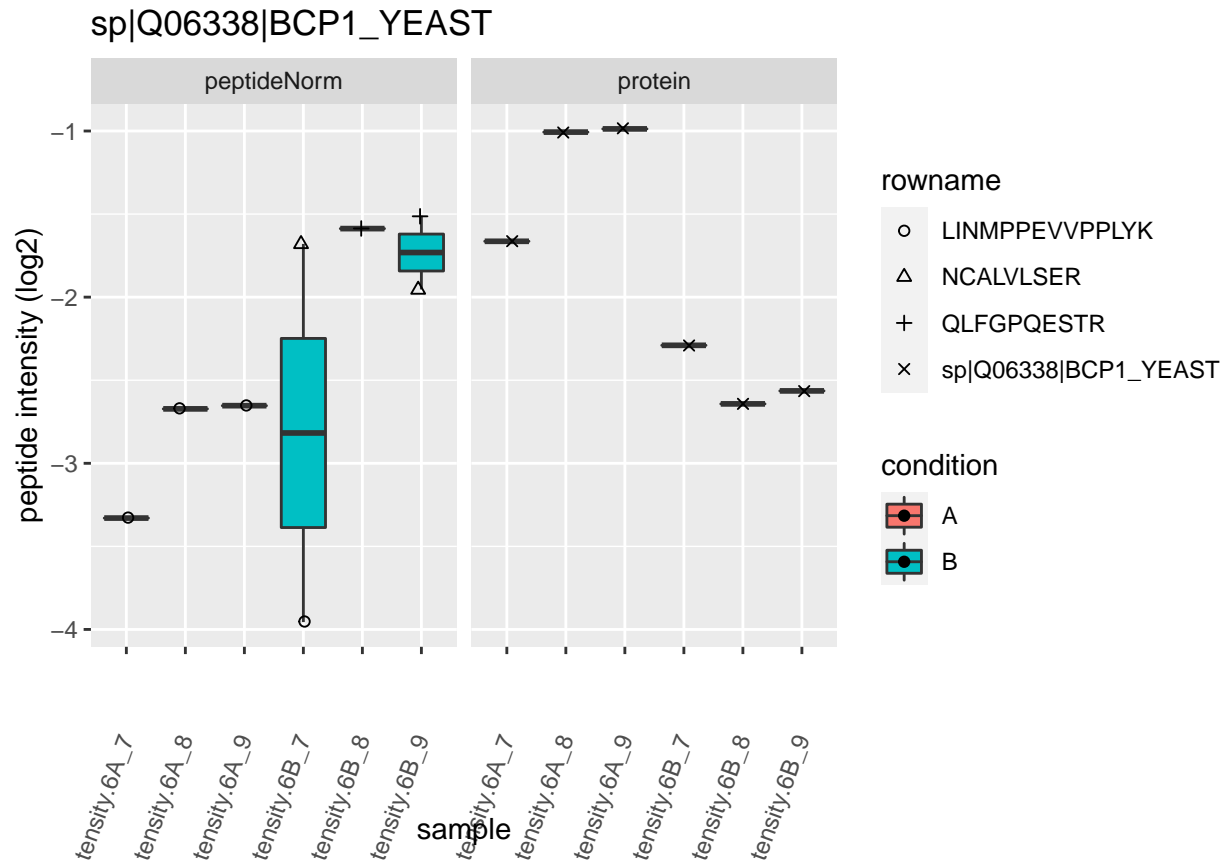 sp|Q06338|BCP1_YEAST
peptideNorm
protein
peptide intensity (log2)
−1
−2
−3
−4
tensity.6A_7
tensity.6A_8
tensity.6A_9
tensity.6B_7
tensity.6B_8
tensity.6B_9
tensity.6A_7
tensity.6A_8
tensity.6A_9
tensity.6B_7
tensity.6B_8
tensity.6B_9
sample
rowname
LINMPPEVVPPLYK
NCALVLSER
QLFGPQESTR
sp|Q06338|BCP1_YEAST
condition
A
B